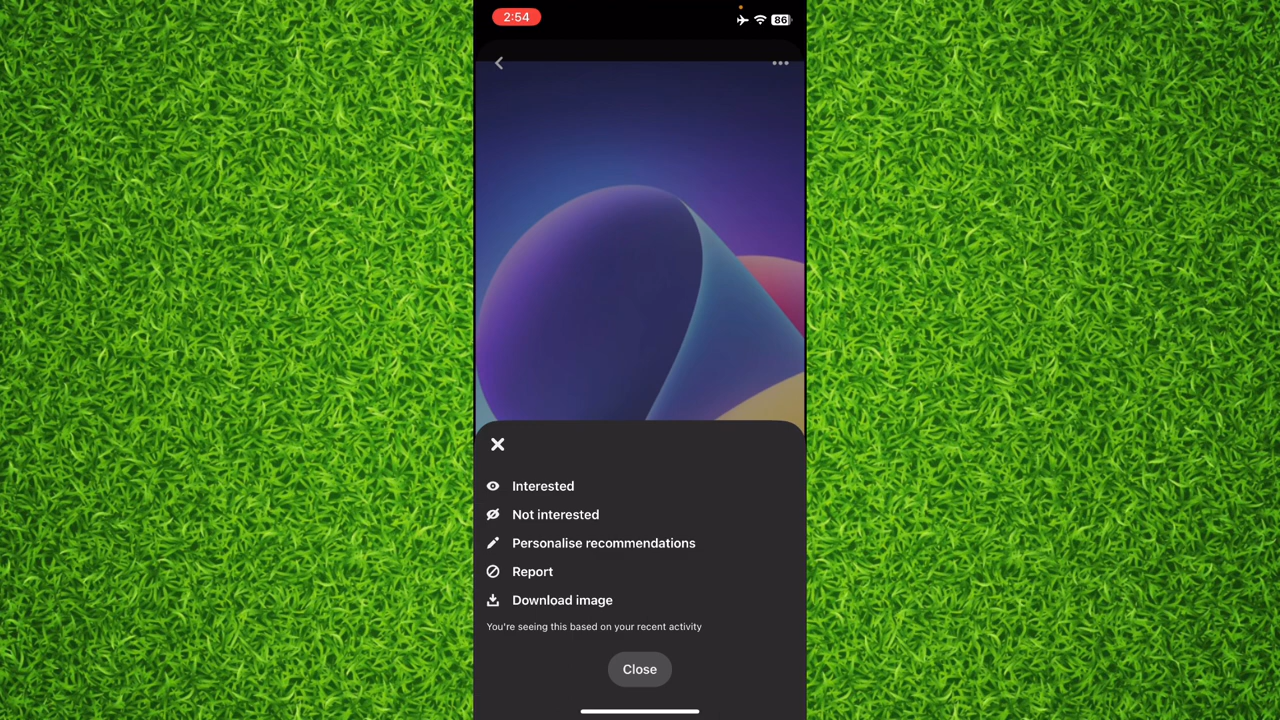 2:54
86
Interested
Not interested
Personalise recommendations
Report
Download image
You're seeing this based on your recent activity
Close